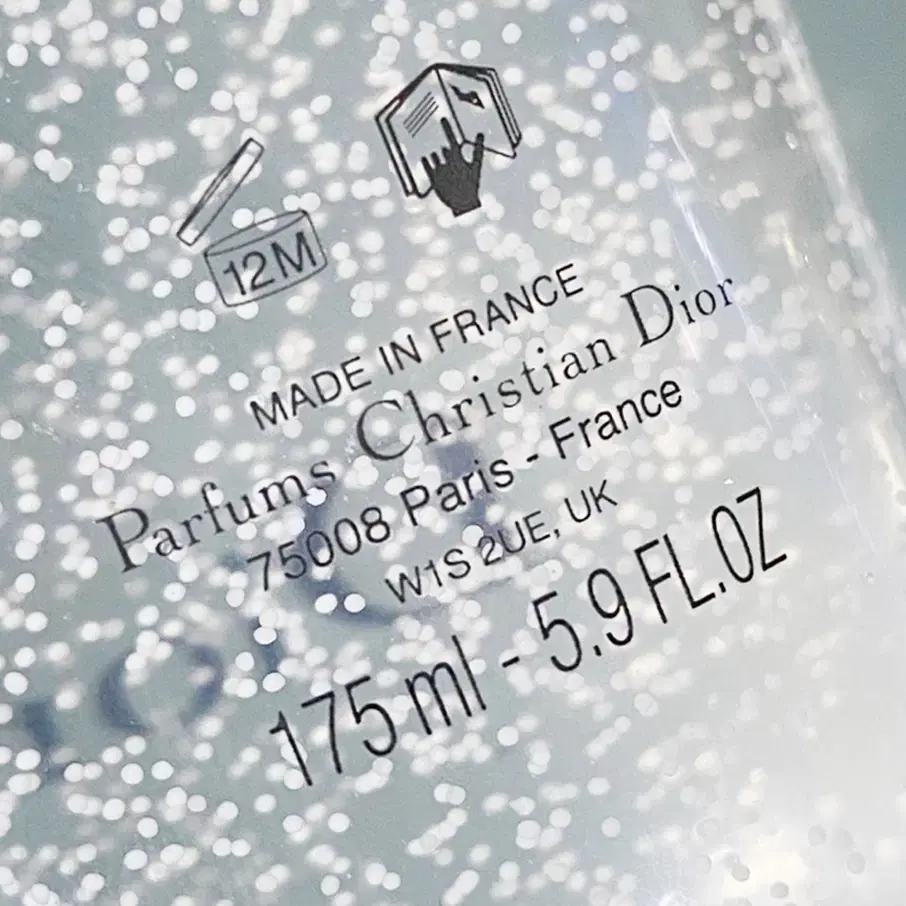 12M
MADE IN FRANCE
Parfums Christian Dior
75008 Paris - France
W1S 2UE, UK
175 ml - 5.9 FL.OZ